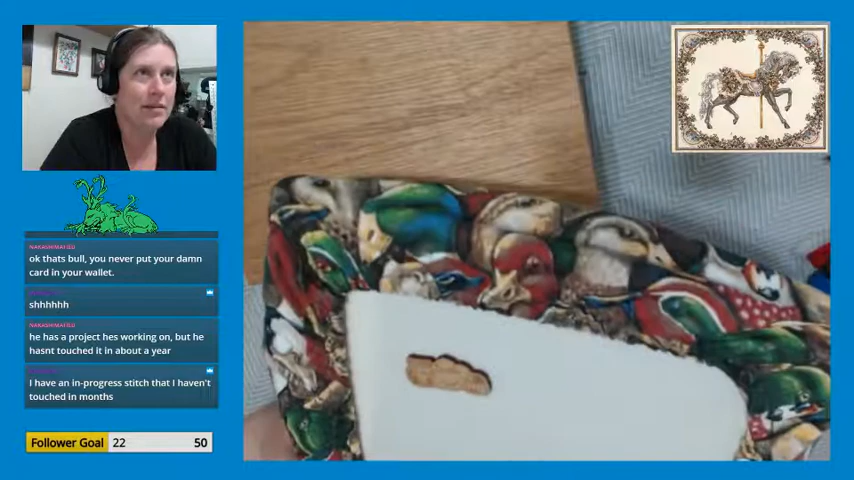 NAKASHIMATIED
ok thats bull, you never put your damn
card in your wallet.
shhhhhh
NAKASHIMATIED
he has a project hes working on, but he
hasnt touched it in about a year
I have an in-progress stitch that I haven't
touched in months
Follower Goal 22 50